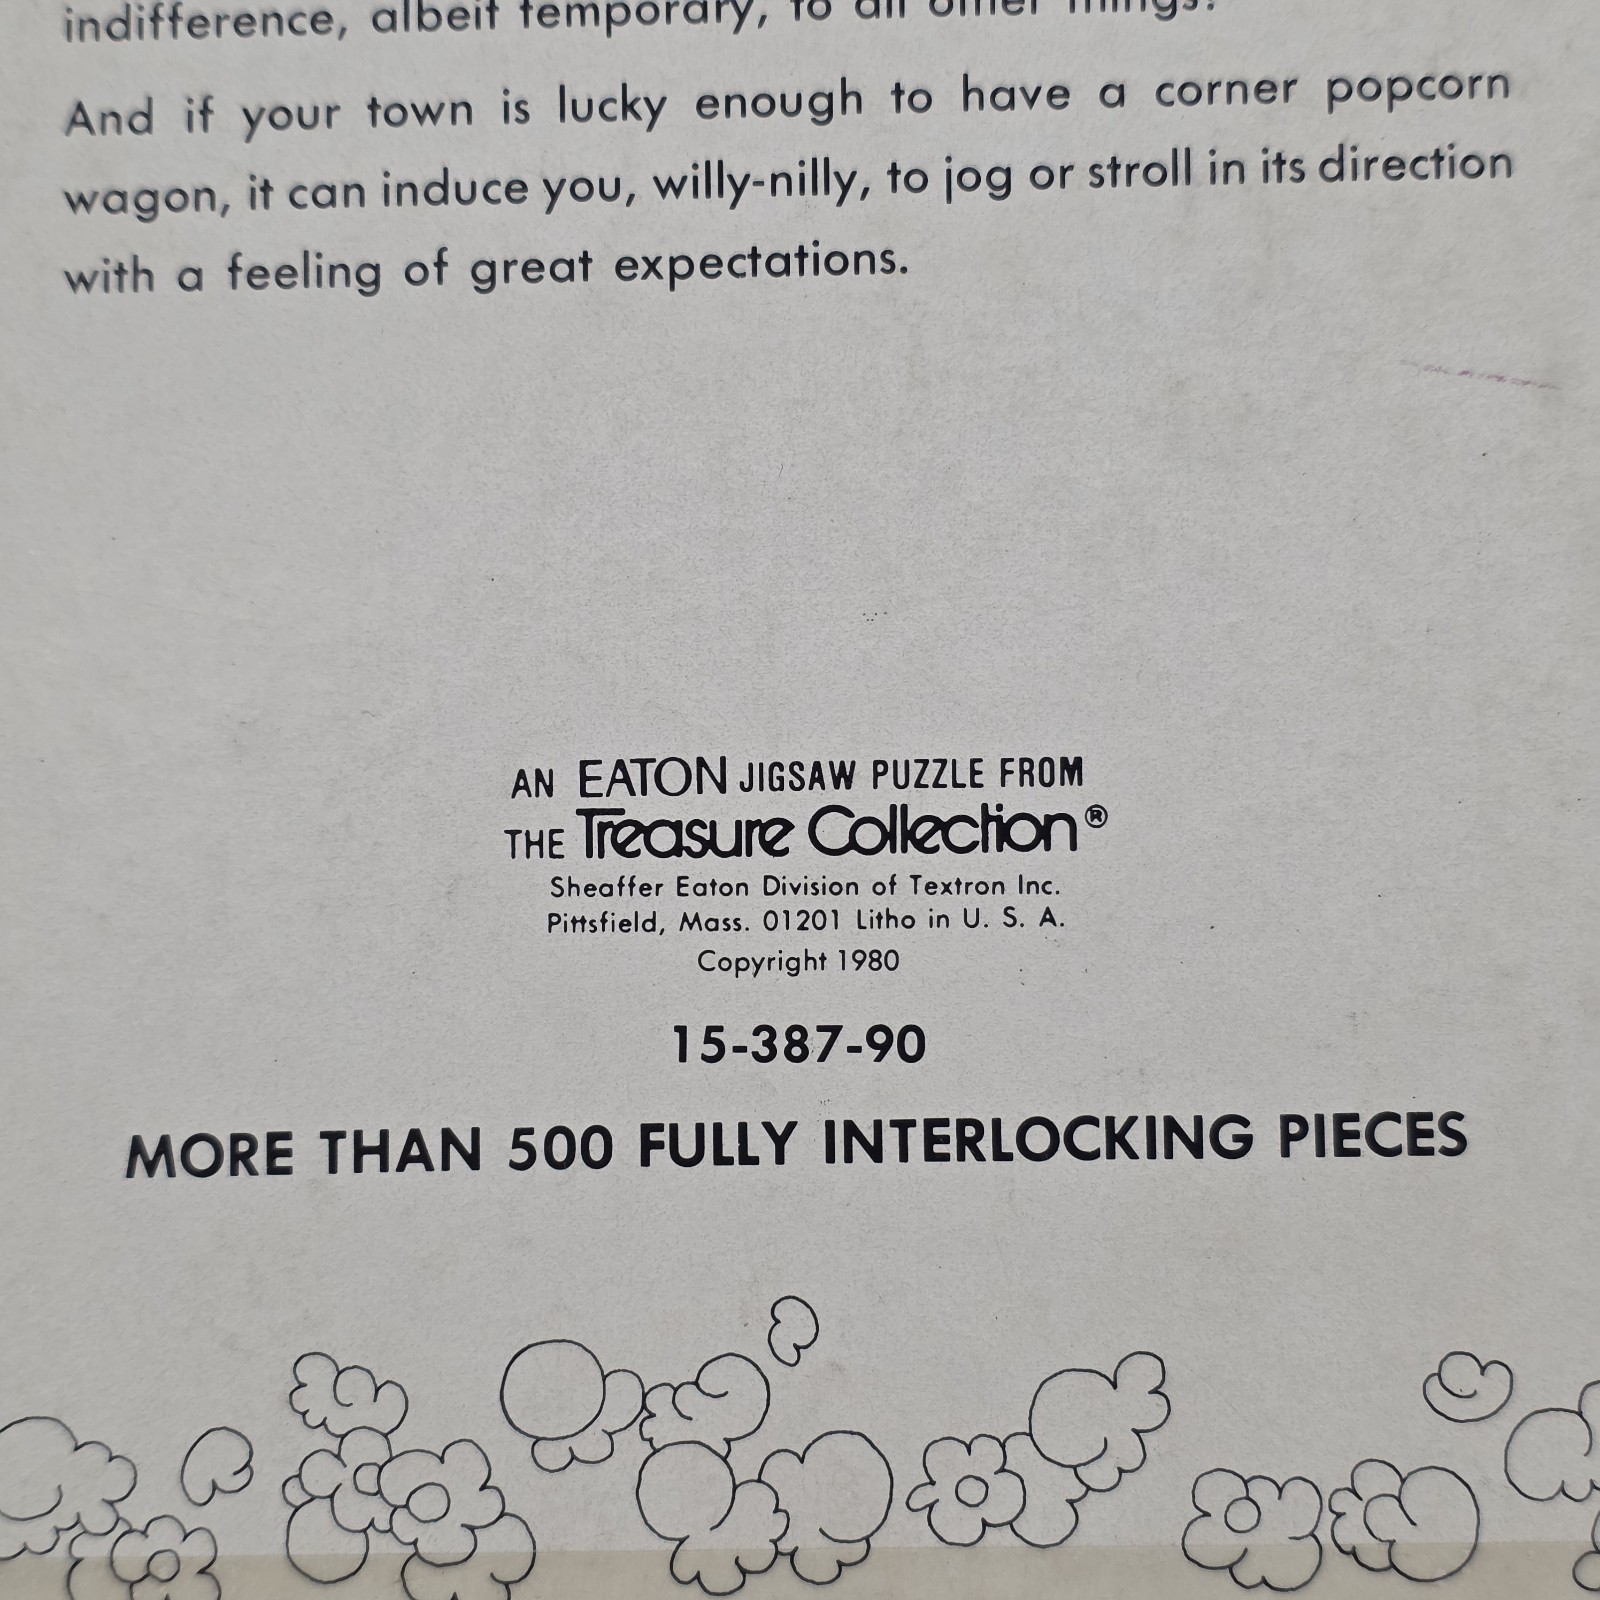 indifference, albeit temporary, to all other things.
And if your town is lucky enough to have a corner popcorn
wagon, it can induce you, willy-nilly, to jog or stroll in its direction
with a feeling of great expectations.
AN EATON JIGSAW PUZZLE FROM
THE Treasure Collection®
Sheaffer Eaton Division of Textron Inc.
Pittsfield, Mass. 01201 Litho in U. S. A.
Copyright 1980
15-387-90
MORE THAN 500 FULLY INTERLOCKING PIECES